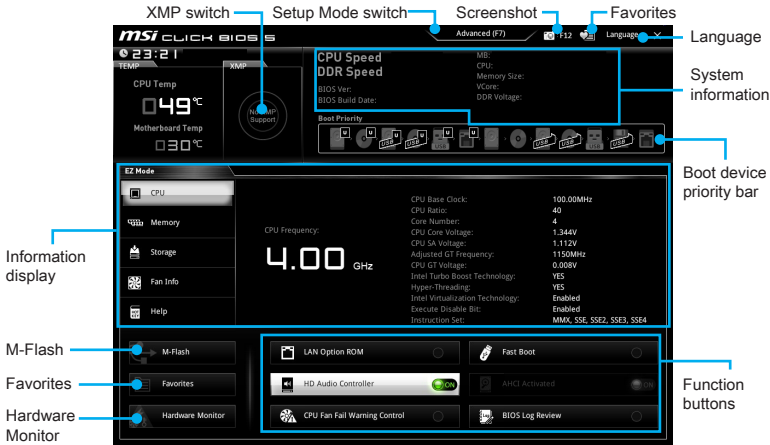 XMP switch
Setup Mode switch
Screenshot
Favorites
msi CLICK BIOS 5
Advanced (F7)
F12
Language
Language
23:21
TEMP
XMP
CPU Temp
49°C
Motherboard Temp
30°C
CPU Speed
DDR Speed
BIOS Ver:
BIOS Build Date:
MB:
CPU:
Memory Size:
VCore:
DDR Voltage:
System
information
Boot Priority
U U U U U U
USB USB USB USB USB USB USB
Boot device
priority bar
EZ Mode
CPU
Memory
Storage
Fan Info
Help
CPU Frequency:
4.00 GHz
CPU Base Clock: 100.00MHz
CPU Ratio: 40
Core Number: 4
CPU Core Voltage: 1.344V
CPU SA Voltage: 1.112V
Adjusted GT Frequency: 1150MHz
CPU GT Voltage: 0.008V
Intel Turbo Boost Technology: YES
Hyper-Threading: YES
Intel Virtualization Technology: Enabled
Execute Disable Bit: Enabled
Instruction Set: MMX, SSE, SSE2, SSE3, SSE4
Information
display
M-Flash
Favorites
Hardware
Monitor
M-Flash
Favorites
Hardware Monitor
LAN Option ROM
Fast Boot
HD Audio Controller ON
AHCI Activated ON
CPU Fan Fail Warning Control
BIOS Log Review
Function
buttons